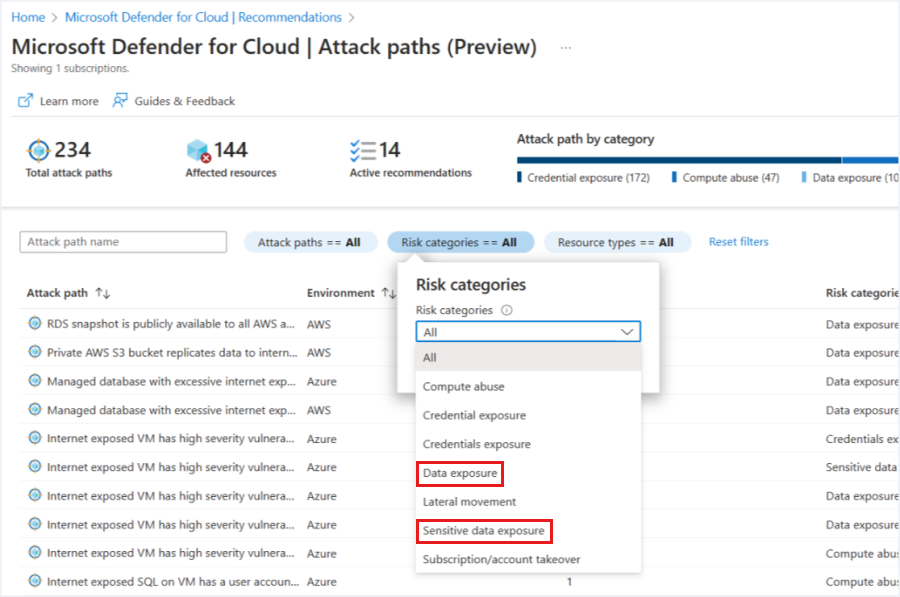 Home > Microsoft Defender for Cloud | Recommendations >
Microsoft Defender for Cloud | Attack paths (Preview) ...
Showing 1 subscriptions.
Learn more Guides & Feedback
234 144 14
Total attack paths Affected resources Active recommendations
Attack path by category
Credential exposure (172) Compute abuse (47) Data exposure (10
Attack path name Attack paths == All Risk categories == All Resource types == All Reset filters
Attack path ↑↓ Environment ↑↓ Risk categorie
RDS snapshot is publicly available to all AWS a... AWS Data exposure
Private AWS S3 bucket replicates data to intern... AWS Data exposure
Managed database with excessive internet exp... Azure Data exposure
Managed database with excessive internet exp... AWS Data exposure
Internet exposed VM has high severity vulnera... Azure Credentials ex
Internet exposed VM has high severity vulnera... Azure Sensitive data
Internet exposed VM has high severity vulnera... Azure Data exposure
Internet exposed VM has high severity vulnera... Azure Data exposure
Internet exposed VM has high severity vulnera... Azure Compute abu
Internet exposed SQL on VM has a user accoun... Azure 1 Compute abu
Risk categories
Risk categories
All
All
Compute abuse
Credential exposure
Credentials exposure
Data exposure
Lateral movement
Sensitive data exposure
Subscription/account takeover